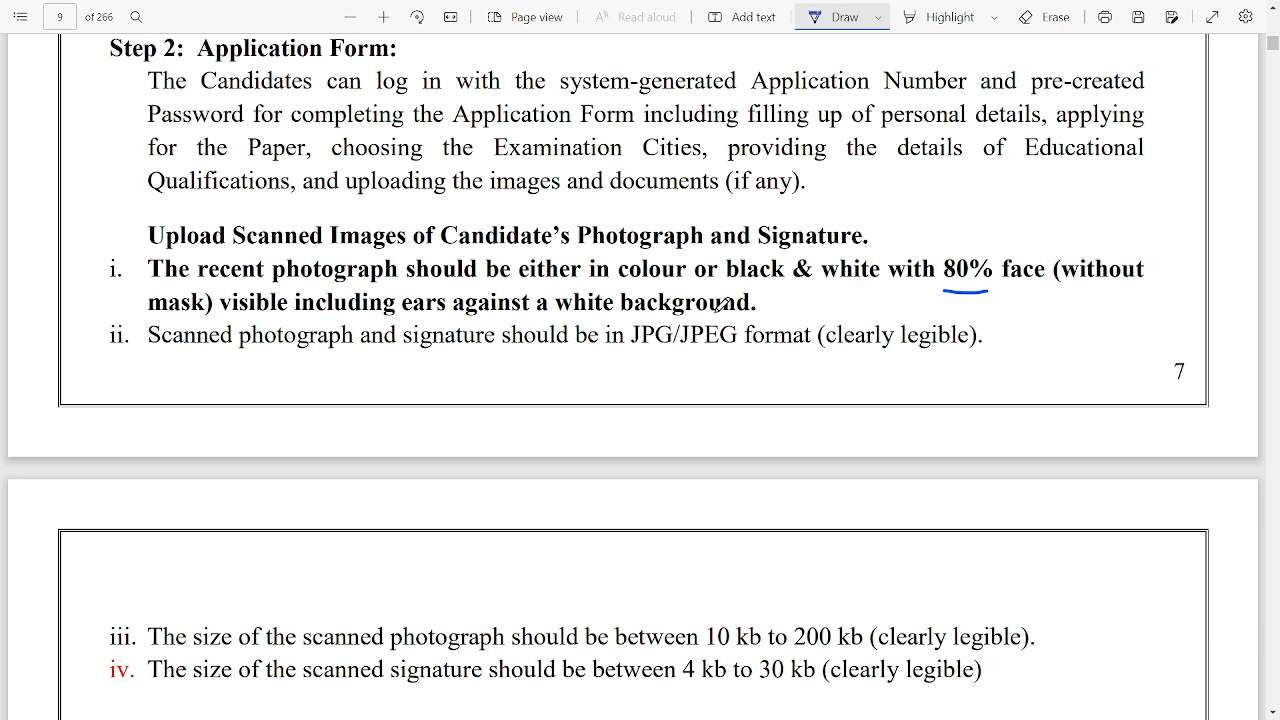 9 of 266 Page view Read aloud Add text Draw Highlight Erase
Step 2: Application Form:
The Candidates can log in with the system-generated Application Number and pre-created
Password for completing the Application Form including filling up of personal details, applying
for the Paper, choosing the Examination Cities, providing the details of Educational
Qualifications, and uploading the images and documents (if any).
Upload Scanned Images of Candidate’s Photograph and Signature.
i. The recent photograph should be either in colour or black & white with 80% face (without
mask) visible including ears against a white background.
ii. Scanned photograph and signature should be in JPG/JPEG format (clearly legible).
7
iii. The size of the scanned photograph should be between 10 kb to 200 kb (clearly legible).
iv. The size of the scanned signature should be between 4 kb to 30 kb (clearly legible)